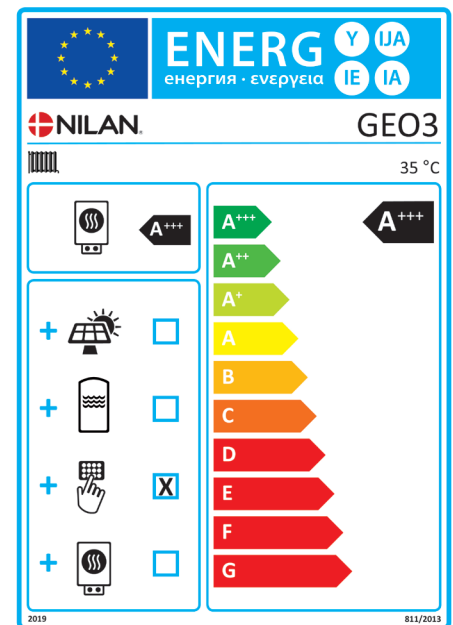 ENERG Y IJA
енергия · ενεργεια IE IA
NILAN.
GEO3
35 °C
A+++
A+++
A+++
A++
A+
A
B
C
D
X
E
F
G
2019
811/2013